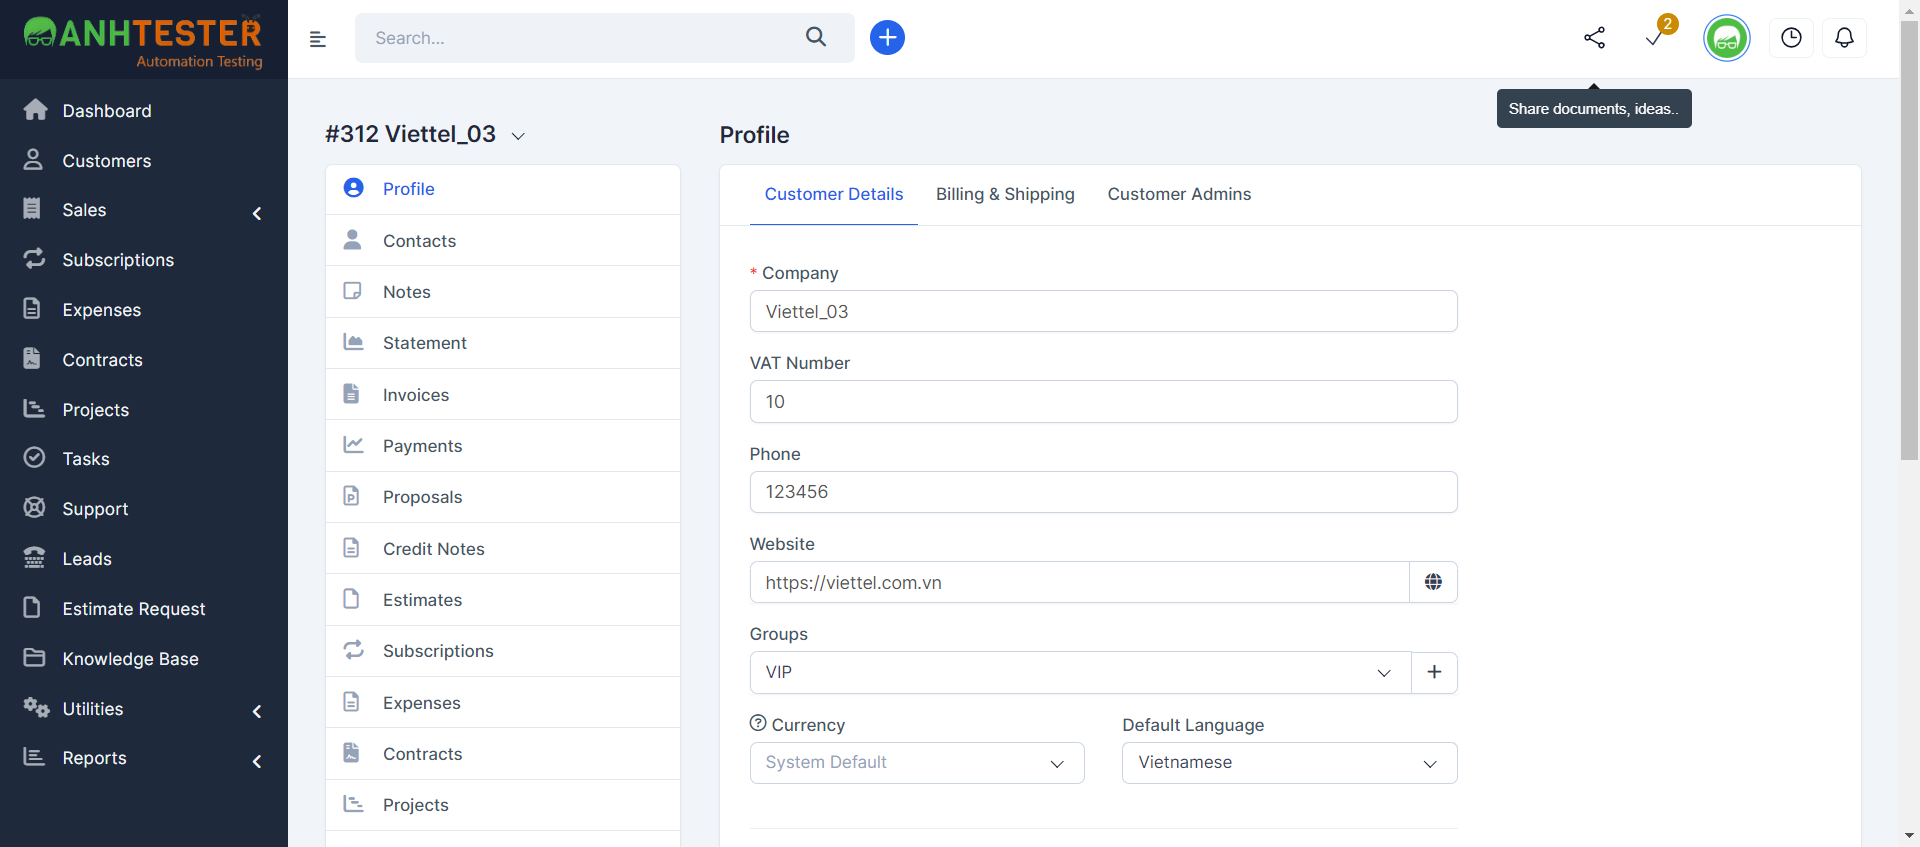 ANHTESTER
Automation Testing
Search...
2
Share documents, ideas..
Dashboard
Customers
Sales
Subscriptions
Expenses
Contracts
Projects
Tasks
Support
Leads
Estimate Request
Knowledge Base
Utilities
Reports
#312 Viettel_03
Profile
Contacts
Notes
Statement
Invoices
Payments
Proposals
Credit Notes
Estimates
Subscriptions
Expenses
Contracts
Projects
Profile
Customer Details Billing & Shipping Customer Admins
* Company
Viettel_03
VAT Number
10
Phone
123456
Website
https://viettel.com.vn
Groups
VIP
Currency
System Default
Default Language
Vietnamese